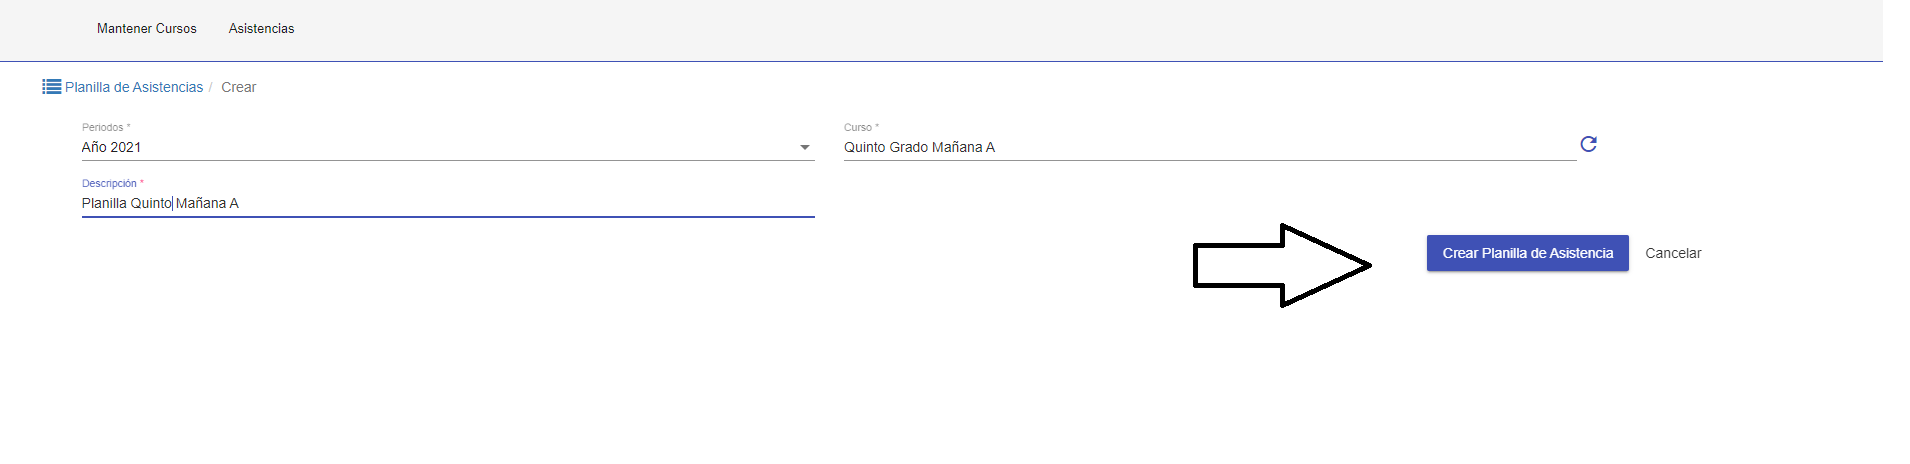 Mantener Cursos Asistencias
Planilla de Asistencias / Crear
Periodos * Curso *
Año 2021 Quinto Grado Mañana A
Descripción *
Planilla Quinto Mañana A
Crear Planilla de Asistencia Cancelar